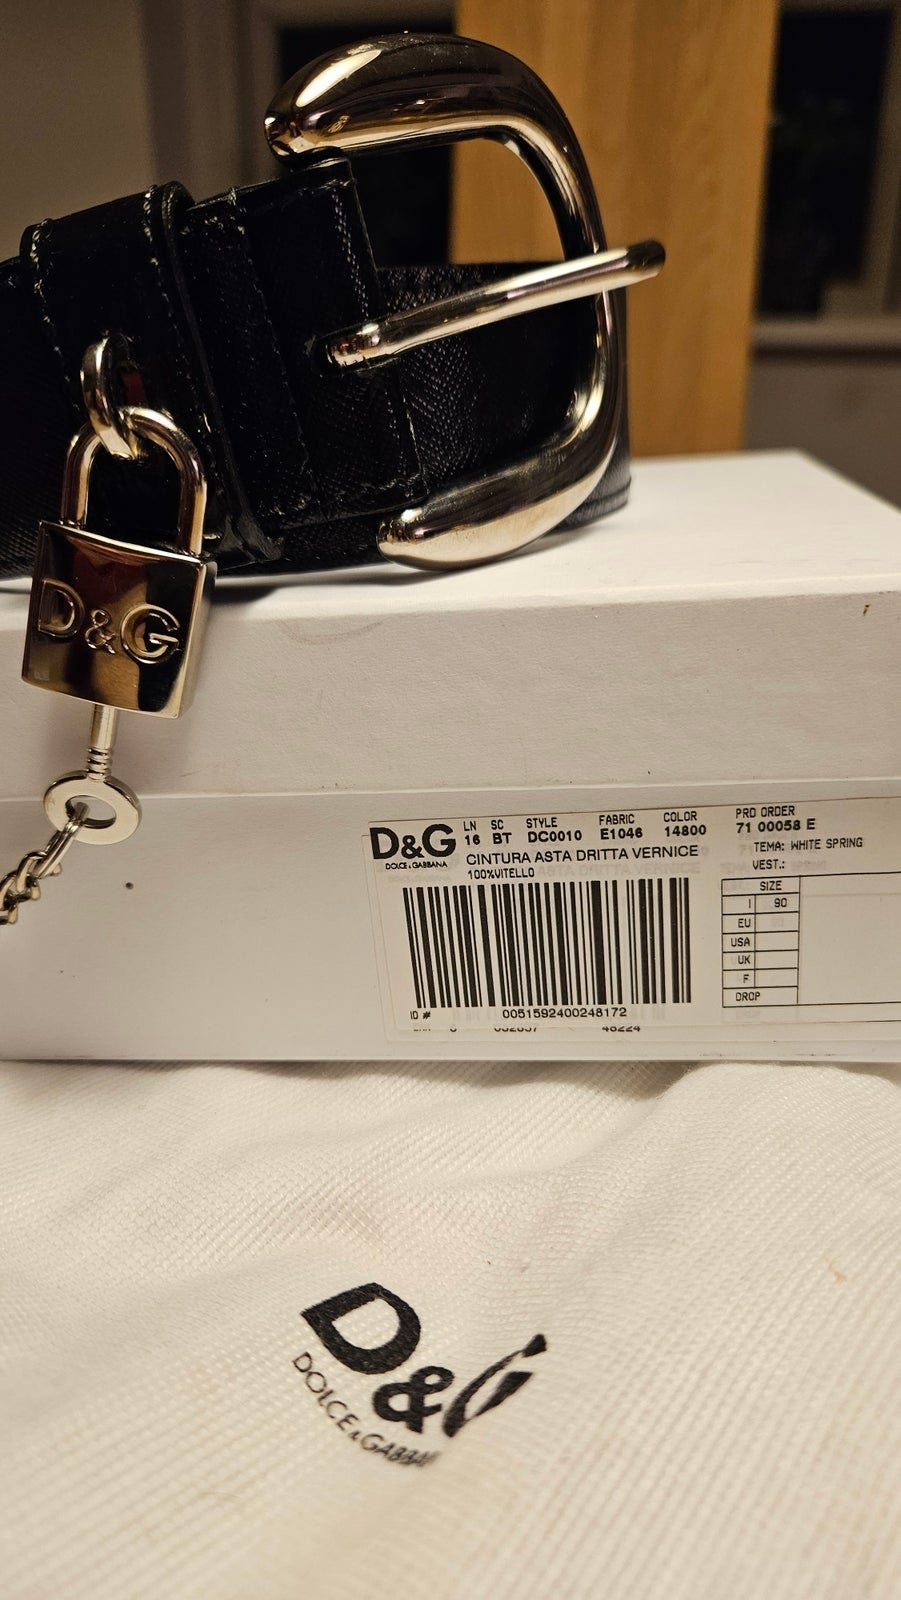 D&G
D&G
DOLCE & GABBANA
LN SC STYLE FABRIC COLOR PRD ORDER
16 BT DC0010 E1046 14800 71 00058 E
CINTURA ASTA DRITTA VERNICE
100%VITELLO
TEMA: WHITE SPRING
VEST.:
SIZE
I 90
EU
USA
UK
F
DROP
ID # 0051592400248172
D&G
DOLCE & GABBA